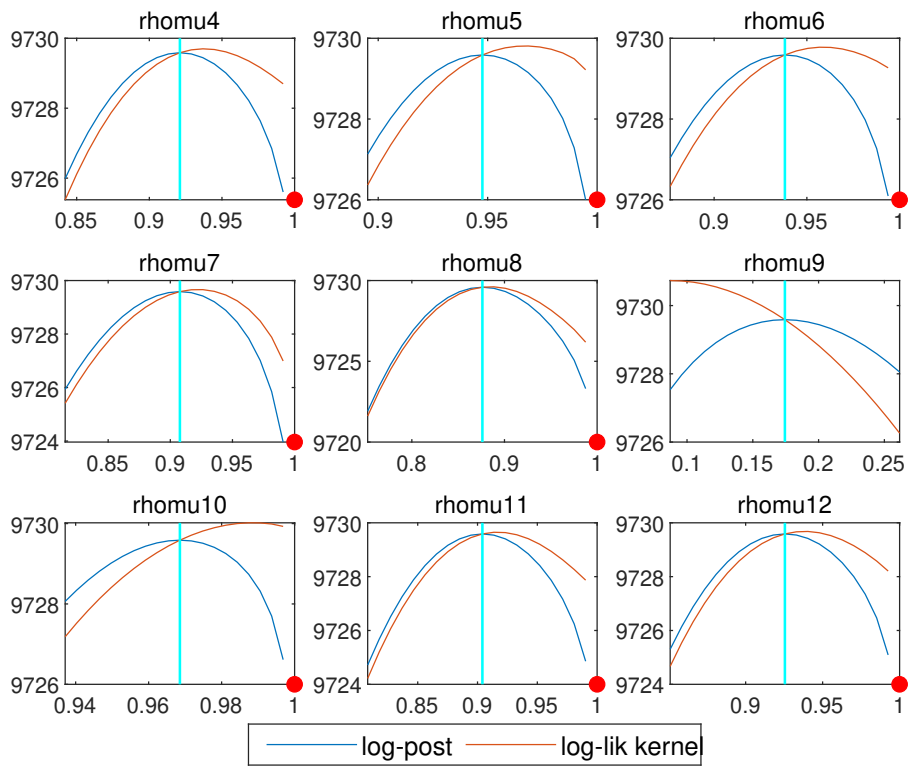 rhomu4 rhomu5 rhomu6
9730 9730 9730
9728 9728 9728
9726 9726 9726
0.85 0.9 0.95 1 0.9 0.95 1 0.9 0.95 1
rhomu7 rhomu8 rhomu9
9730 9730 9730
9728 9725 9728
9726
9724 9720 9726
0.85 0.9 0.95 1 0.8 0.9 1 0.1 0.15 0.2 0.25
rhomu10 rhomu11 rhomu12
9730 9730 9730
9728 9728 9728
9726 9726
9726 9724 9724
0.94 0.96 0.98 1 0.85 0.9 0.95 1 0.9 0.95 1
log-post log-lik kernel